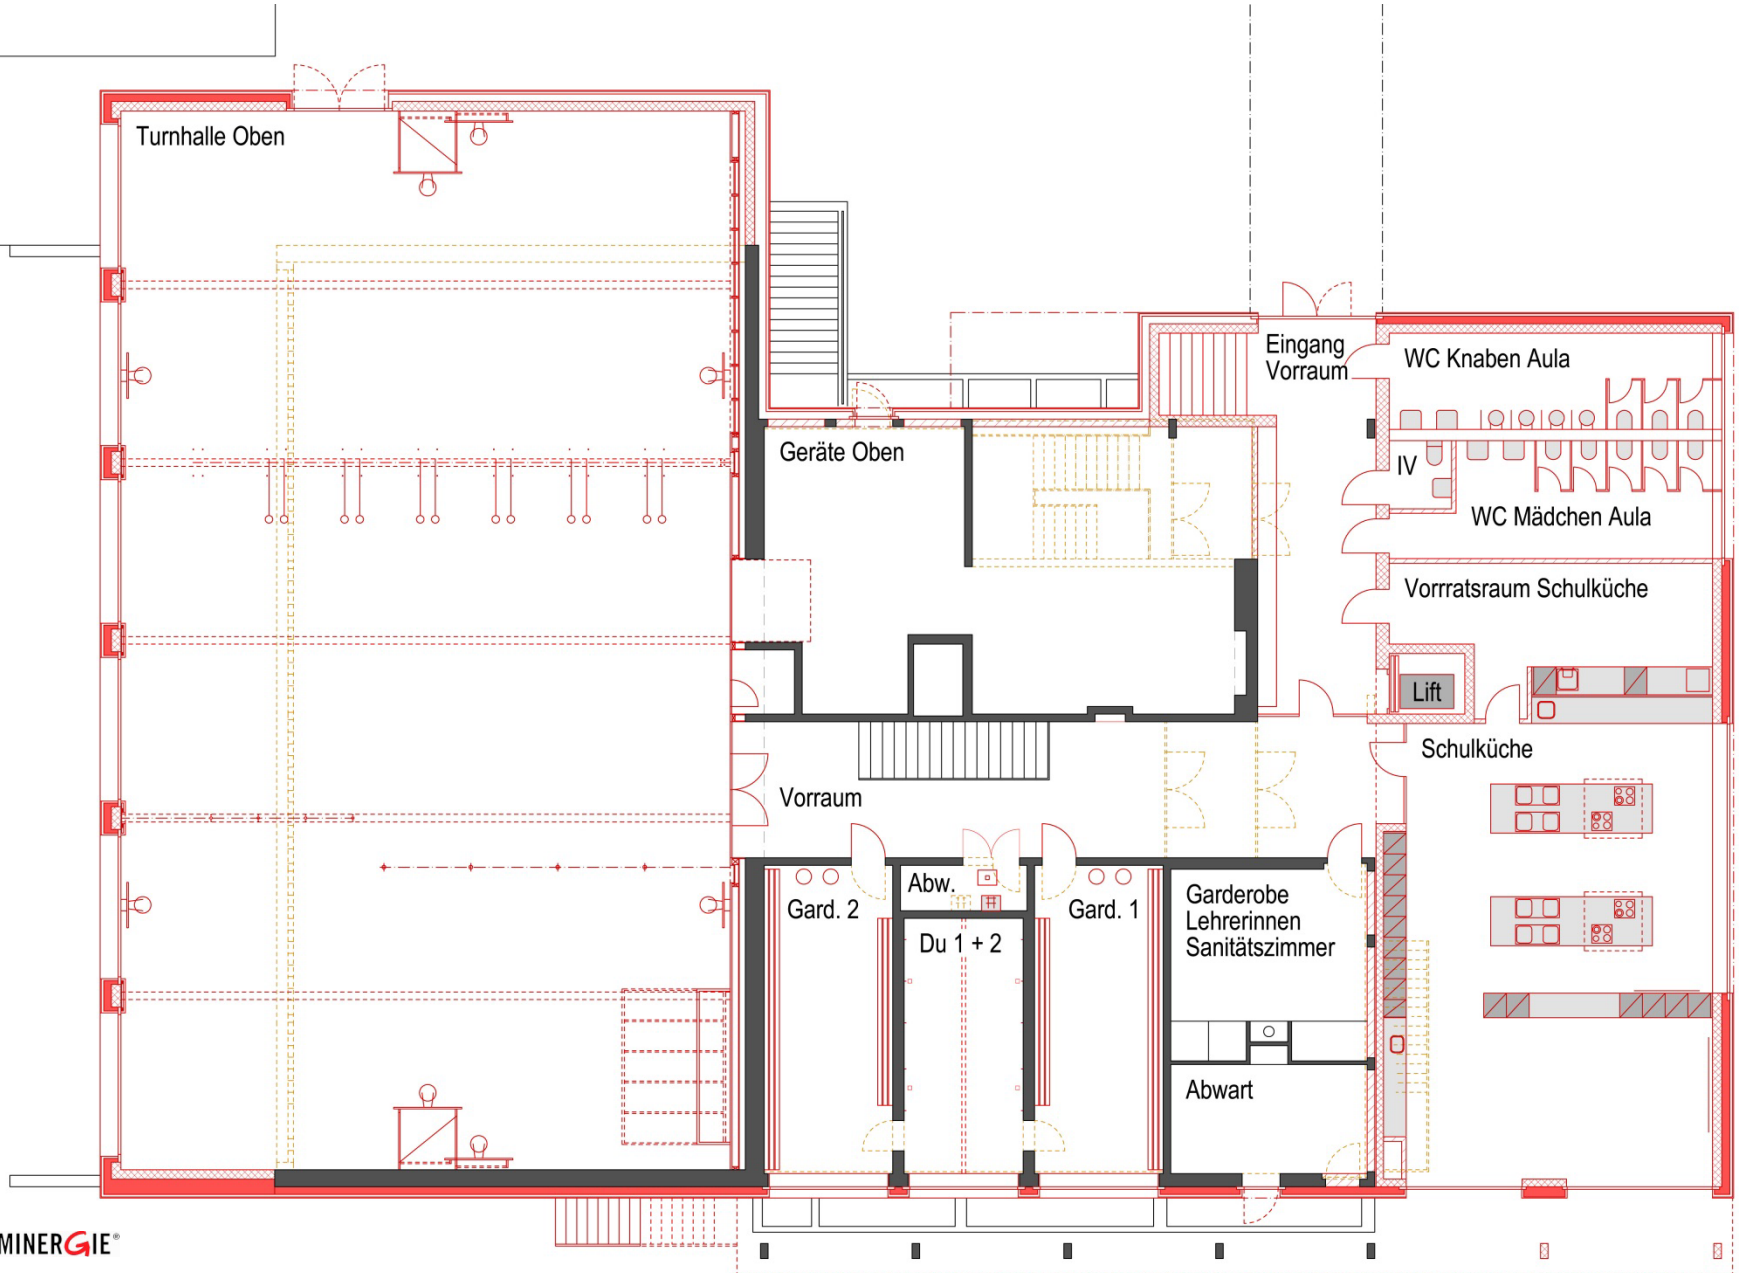 Turnhalle Oben
Eingang
Vorraum
WC Knaben Aula
Geräte Oben
IV
WC Mädchen Aula
Vorrratsraum Schulküche
Lift
Schulküche
Vorraum
Abw.
Gard. 2
Gard. 1
Garderobe
Lehrerinnen
Sanitätszimmer
Du 1 + 2
Abwart
MINERGIE®